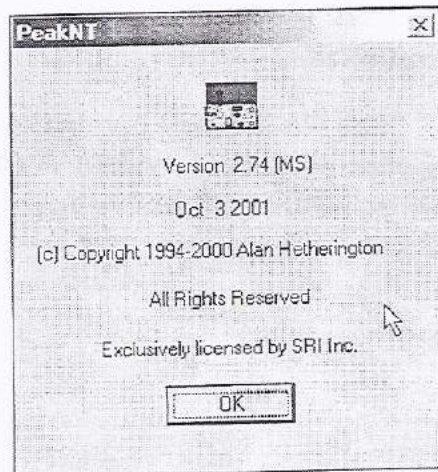 PeakNT
Version 2.74 (MS)
Oct 3 2001
(c) Copyright 1994-2000 Alan Hetherington
All Rights Reserved
Exclusively licensed by SRI Inc.
OK